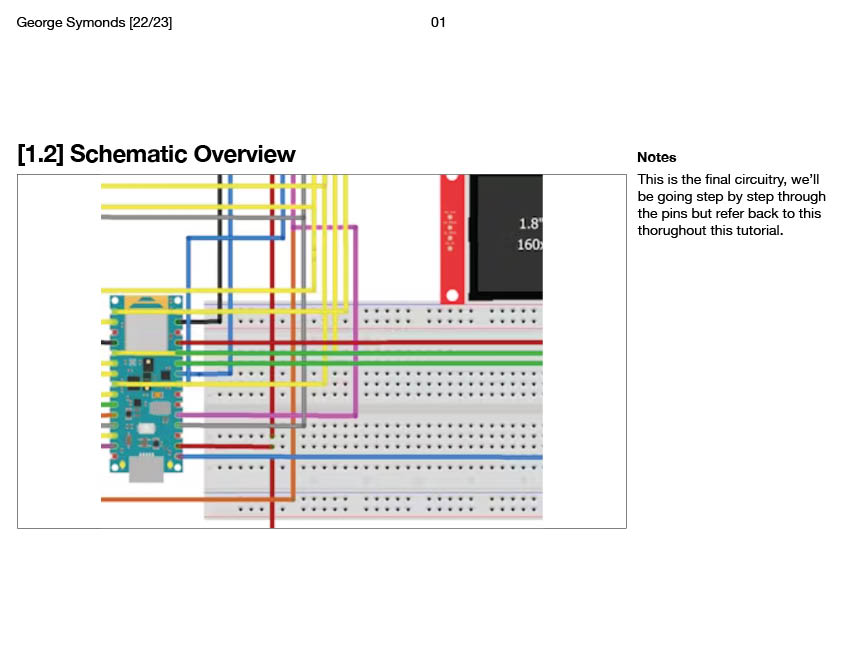 George Symonds [22/23]
01
[1.2] Schematic Overview
Notes
This is the final circuitry, we’ll
be going step by step through
the pins but refer back to this
thorughout this tutorial.
1.8"
160x